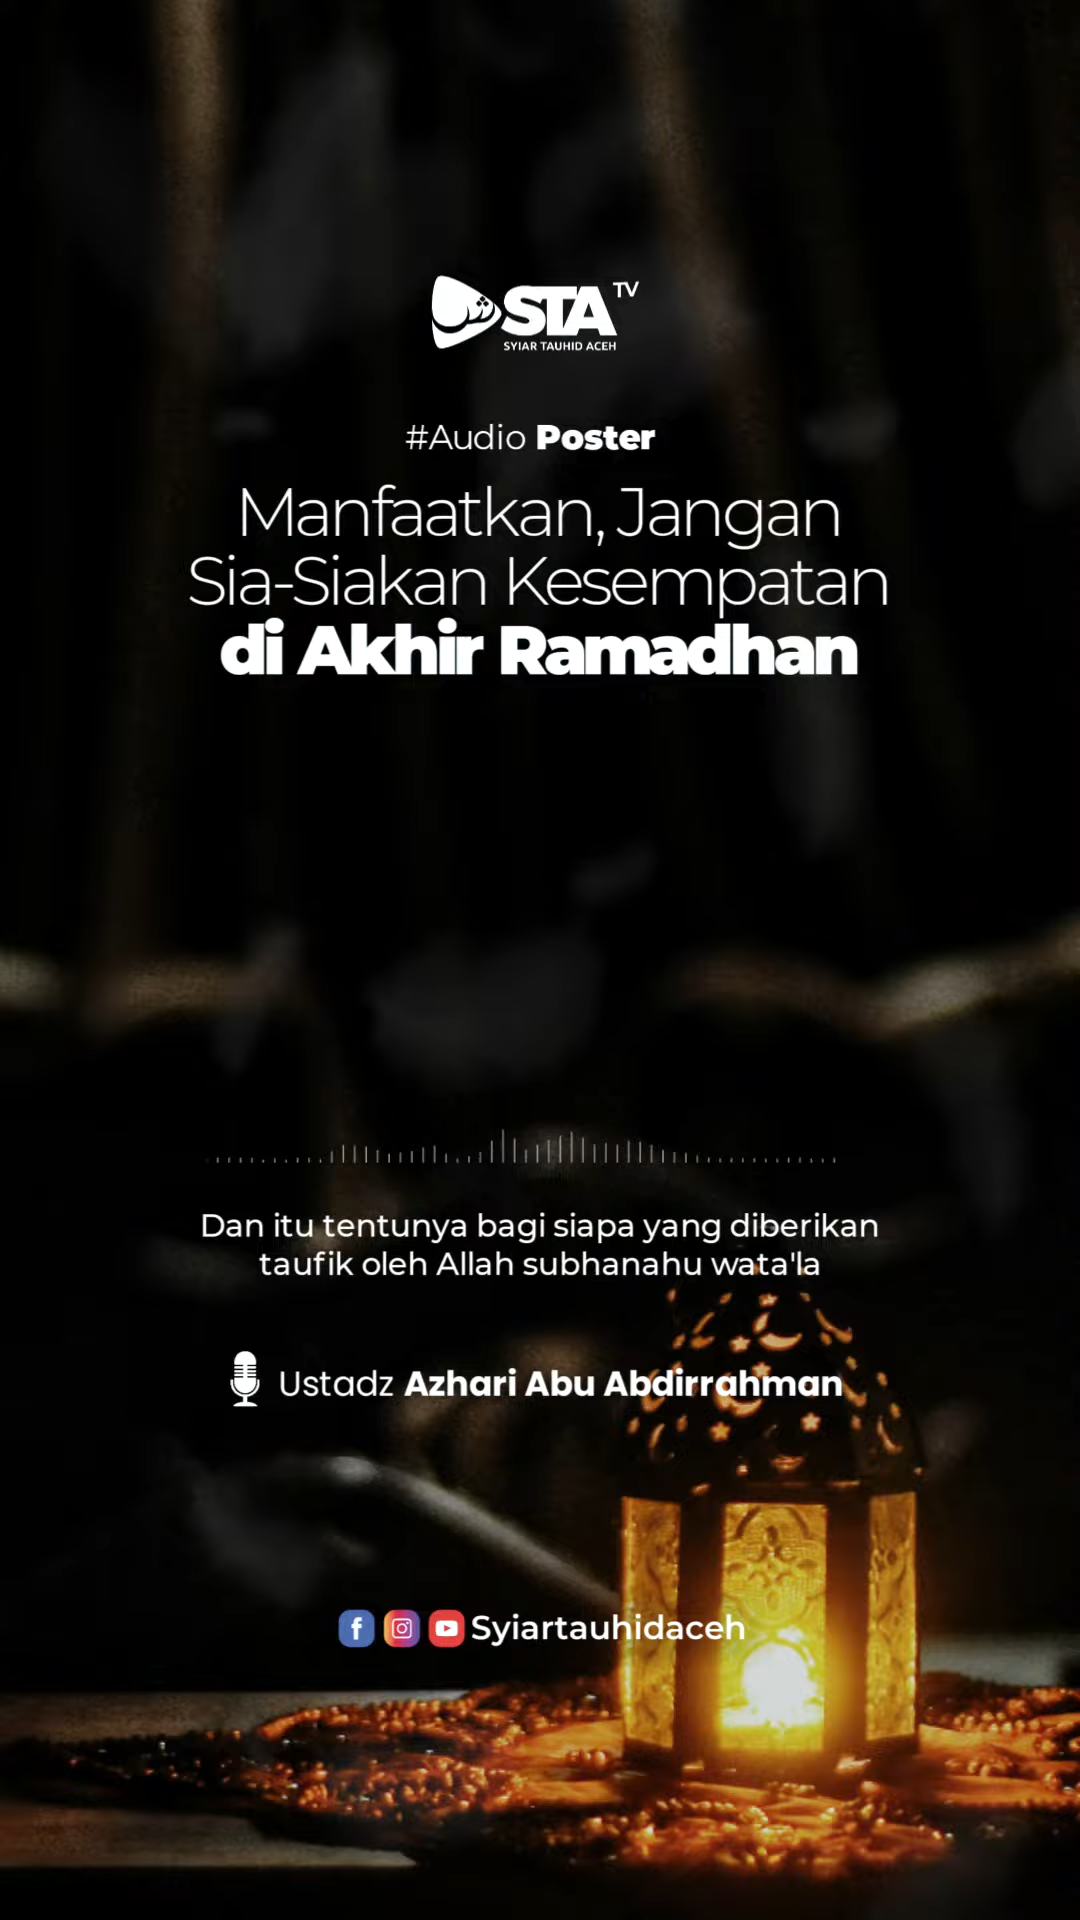 STA TV
SYIAR TAUHID ACEH
#Audio Poster
Manfaatkan, Jangan
Sia-Siakan Kesempatan
di Akhir Ramadhan
Dan itu tentunya bagi siapa yang diberikan
taufik oleh Allah subhanahu wata'la
Ustadz Azhari Abu Abdirrahman
Syiartauhidaceh